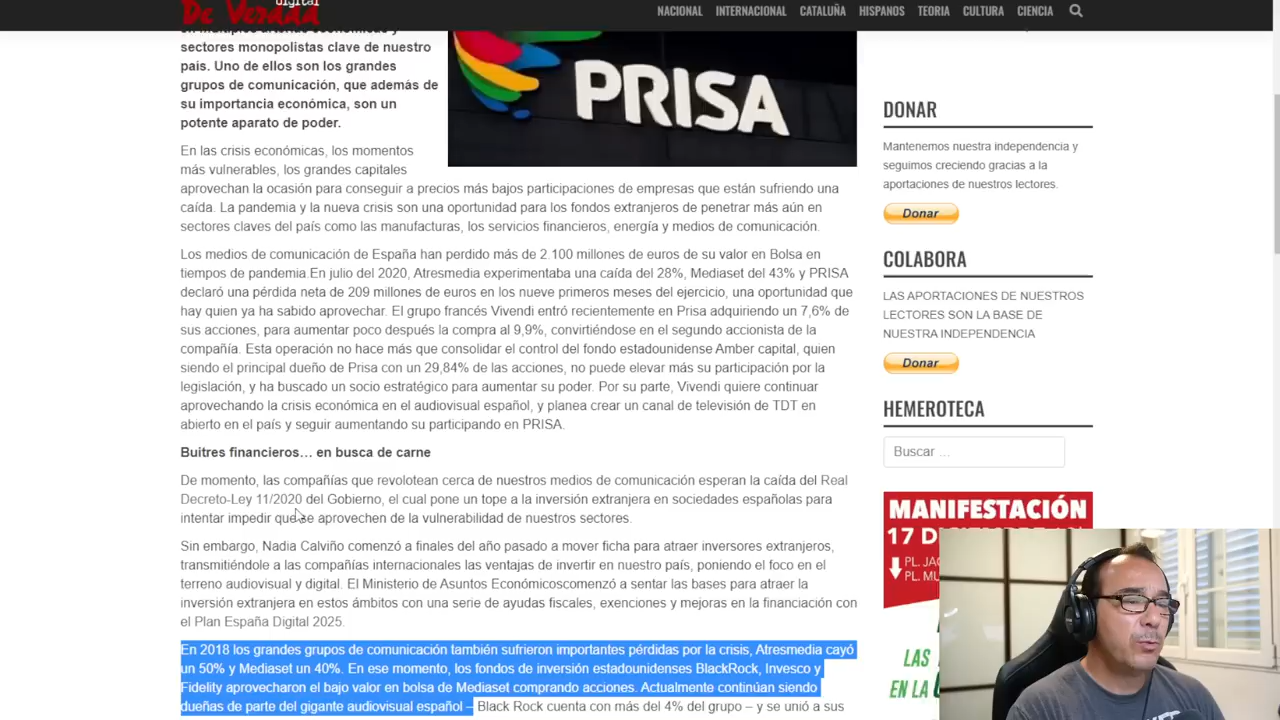 digital
De Verdad
NACIONAL INTERNACIONAL CATALUÑA HISPANOS TEORIA CULTURA CIENCIA
en múltiples arterias económicas y
sectores monopolistas clave de nuestro
país. Uno de ellos son los grandes
grupos de comunicación, que además de
su importancia económica, son un
potente aparato de poder.
PRISA
En las crisis económicas, los momentos
más vulnerables, los grandes capitales
aprovechan la ocasión para conseguir a precios más bajos participaciones de empresas que están sufriendo una
caída. La pandemia y la nueva crisis son una oportunidad para los fondos extranjeros de penetrar más aún en
sectores claves del país como las manufacturas, los servicios financieros, energía y medios de comunicación.
Los medios de comunicación de España han perdido más de 2.100 millones de euros de su valor en Bolsa en
tiempos de pandemia.En julio del 2020, Atresmedia experimentaba una caída del 28%, Mediaset del 43% y PRISA
declaró una pérdida neta de 209 millones de euros en los nueve primeros meses del ejercicio, una oportunidad que
hay quien ya ha sabido aprovechar. El grupo francés Vivendi entró recientemente en Prisa adquiriendo un 7,6% de
sus acciones, para aumentar poco después la compra al 9,9%, convirtiéndose en el segundo accionista de la
compañía. Esta operación no hace más que consolidar el control del fondo estadounidense Amber capital, quien
siendo el principal dueño de Prisa con un 29,84% de las acciones, no puede elevar más su participación por la
legislación, y ha buscado un socio estratégico para aumentar su poder. Por su parte, Vivendi quiere continuar
aprovechando la crisis económica en el audiovisual español, y planea crear un canal de televisión de TDT en
abierto en el país y seguir aumentando su participando en PRISA.
Buitres financieros… en busca de carne
De momento, las compañías que revolotean cerca de nuestros medios de comunicación esperan la caída del Real
Decreto-Ley 11/2020 del Gobierno, el cual pone un tope a la inversión extranjera en sociedades españolas para
intentar impedir que se aprovechen de la vulnerabilidad de nuestros sectores.
Sin embargo, Nadia Calviño comenzó a finales del año pasado a mover ficha para atraer inversores extranjeros,
transmitiéndole a las compañías internacionales las ventajas de invertir en nuestro país, poniendo el foco en el
terreno audiovisual y digital. El Ministerio de Asuntos Económicoscomenzó a sentar las bases para atraer la
inversión extranjera en estos ámbitos con una serie de ayudas fiscales, exenciones y mejoras en la financiación con
el Plan España Digital 2025.
En 2018 los grandes grupos de comunicación también sufrieron importantes pérdidas por la crisis, Atresmedia cayó
un 50% y Mediaset un 40%. En ese momento, los fondos de inversión estadounidenses BlackRock, Invesco y
Fidelity aprovecharon el bajo valor en bolsa de Mediaset comprando acciones. Actualmente continúan siendo
dueñas de parte del gigante audiovisual español – Black Rock cuenta con más del 4% del grupo – y se unió a sus
DONAR
Mantenemos nuestra independencia y
seguimos creciendo gracias a la
aportaciones de nuestros lectores.
Donar
COLABORA
LAS APORTACIONES DE NUESTROS
LECTORES SON LA BASE DE
NUESTRA INDEPENDENCIA
Donar
HEMEROTECA
Buscar …
MANIFESTACIÓN
17 D
PL. JAC
PL. MU
LAS
EN LA